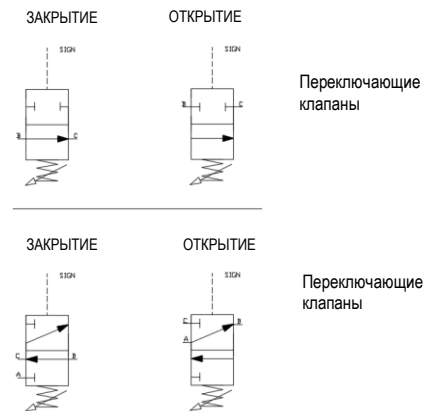 ЗАКРЫТИЕ ОТКРЫТИЕ
SIGN SIGN
B C
B C
Переключающие
клапаны
ЗАКРЫТИЕ ОТКРЫТИЕ
SIGN SIGN
C B
A
C B
A
Переключающие
клапаны